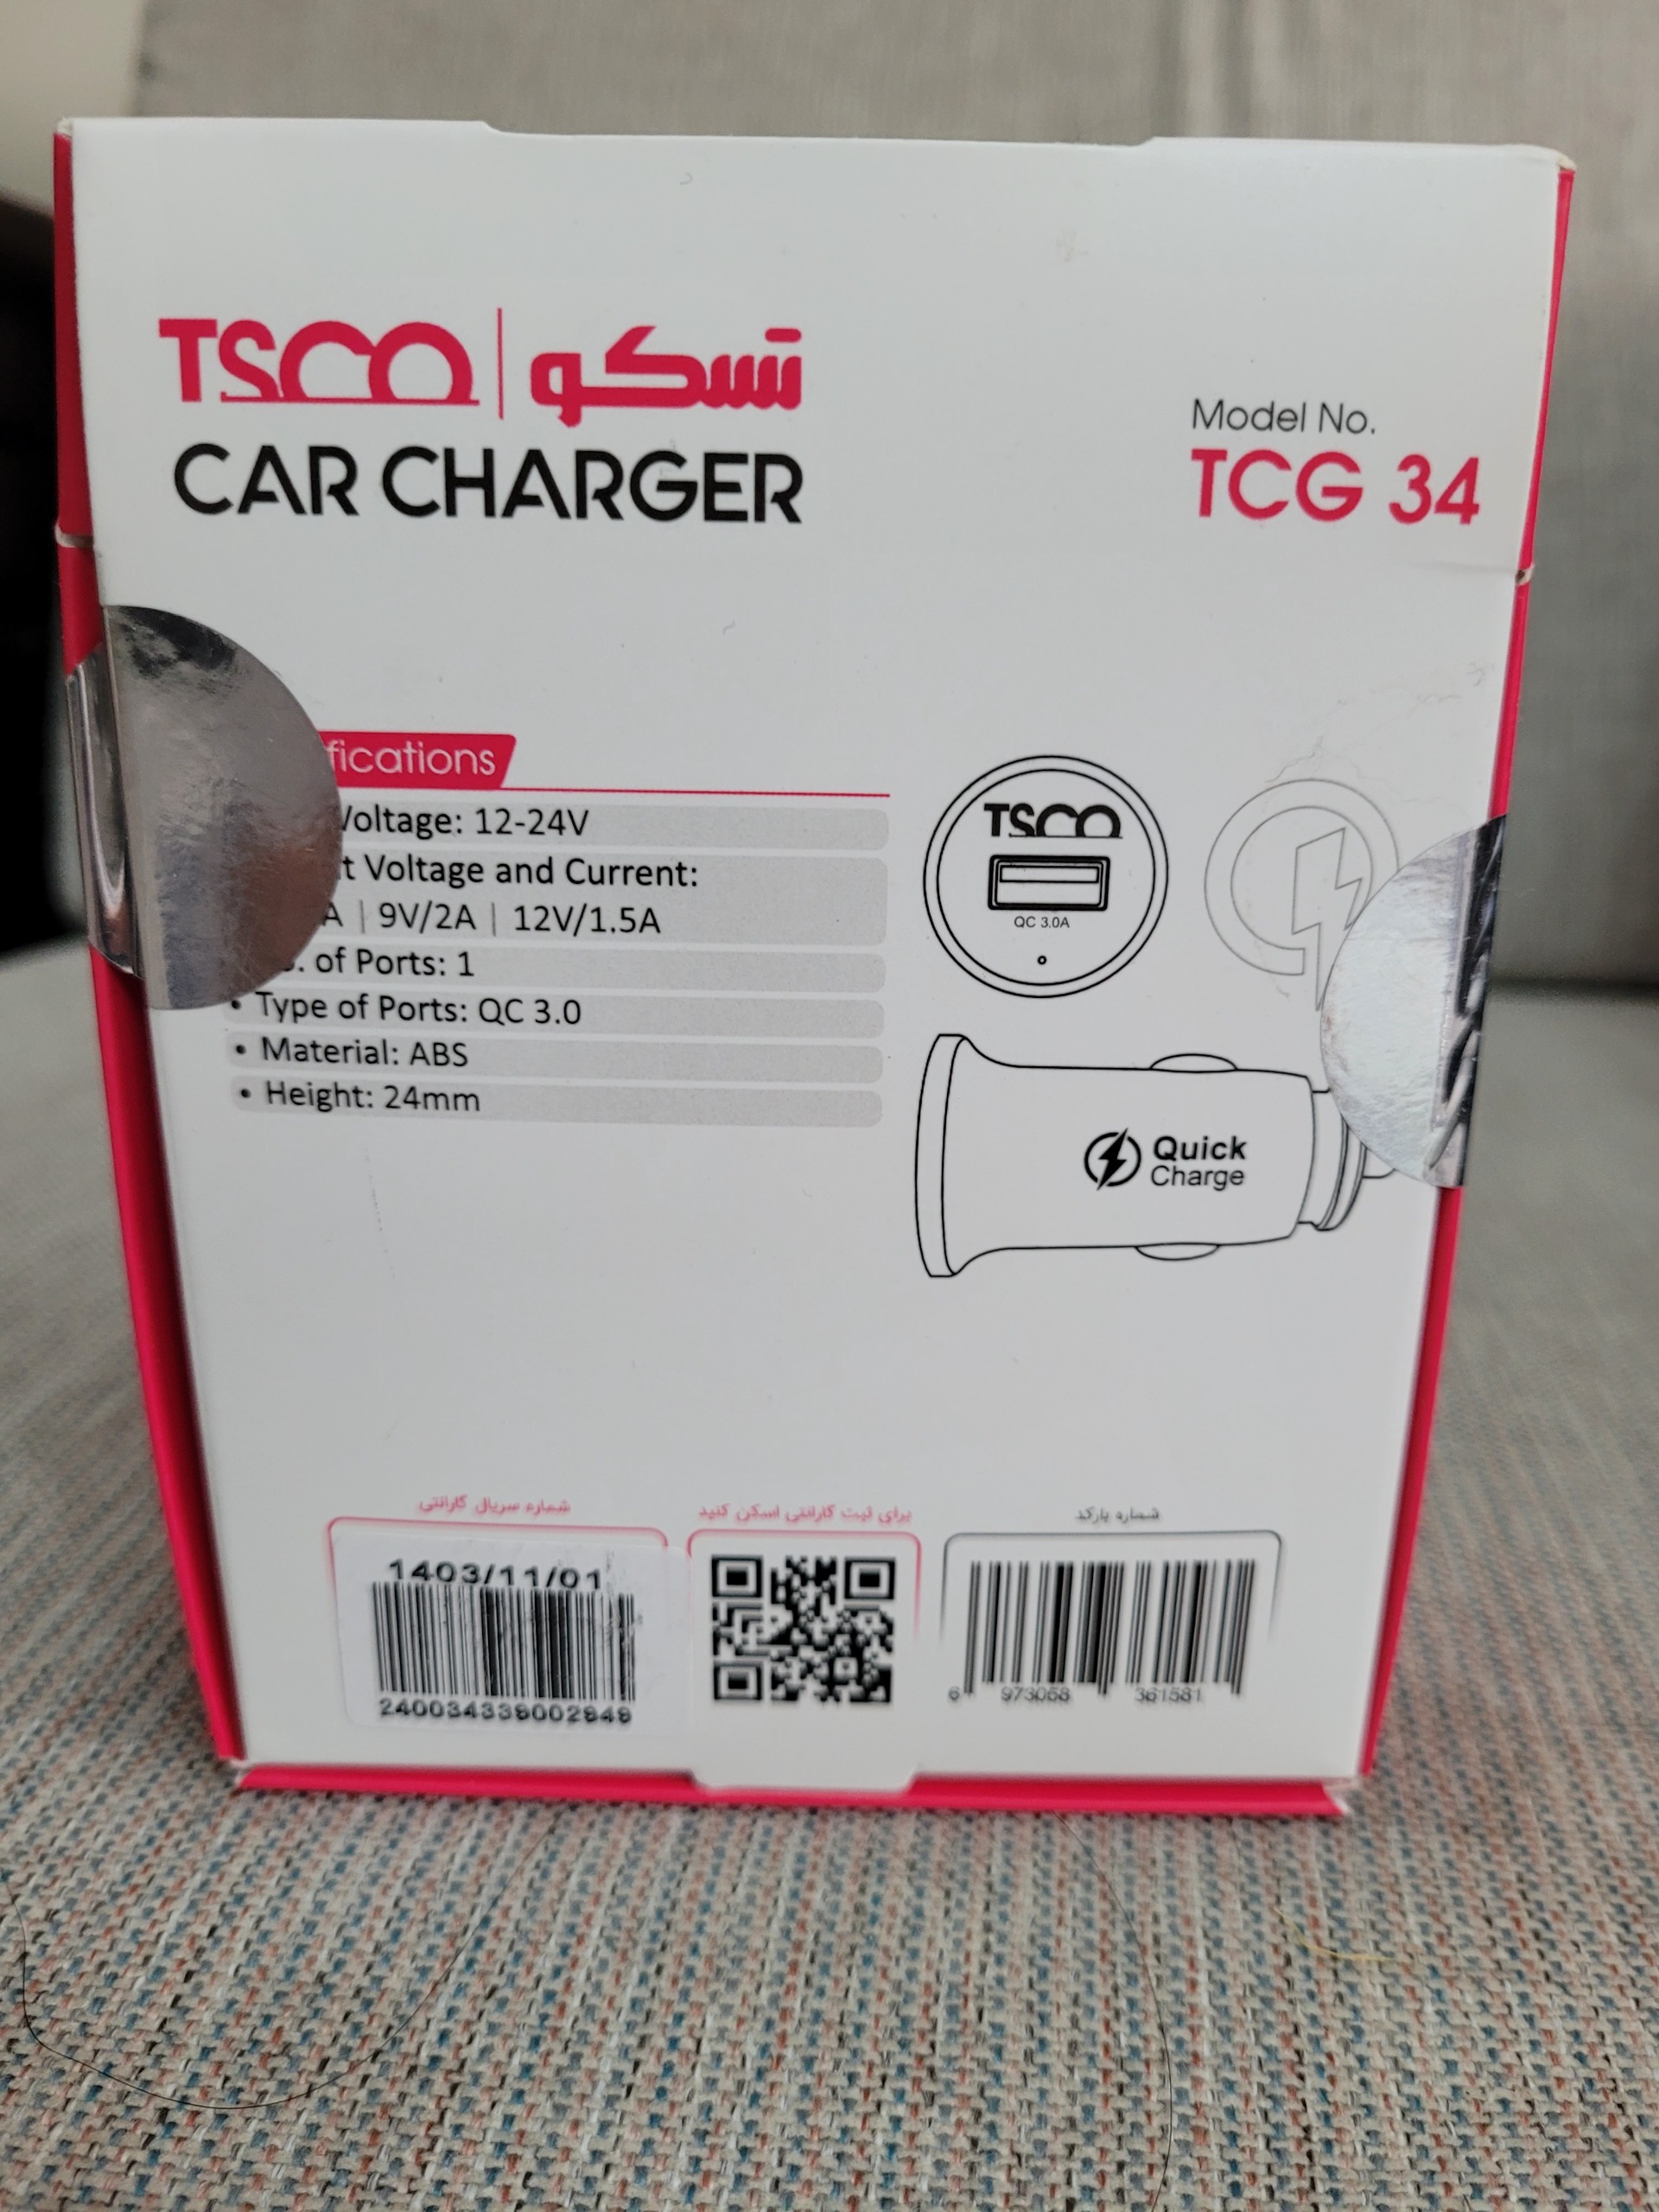 TSCO | تسكو
CAR CHARGER
Model No.
TCG 34
fications
Voltage: 12-24V
t Voltage and Current:
A | 9V/2A | 12V/1.5A
. of Ports: 1
• Type of Ports: QC 3.0
• Material: ABS
• Height: 24mm
TSCO
QC 3.0A
Quick
Charge
شماره سریال گارانتی
1403/11/01
240034339002949
برای ثبت گارانتی اسکن کنید
شماره بارکد
6 973058 361581